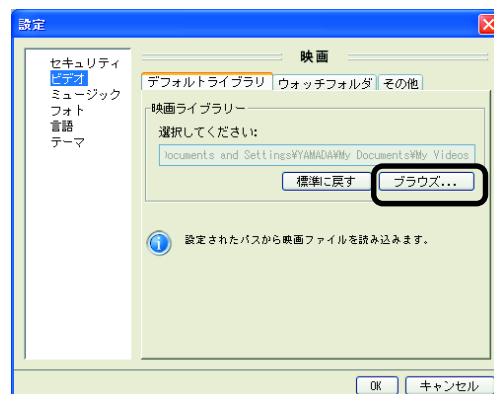 設定
セキュリティ
ビデオ
ミュージック
フォト
言語
テーマ
映画
デフォルトライブラリ ウォッチフォルダ その他
映画ライブラリー
選択してください:
Documents and Settings¥YAMADA¥My Documents¥My Videos
標準に戻す ブラウズ...
設定されたパスから映画ファイルを読み込みます。
OK キャンセル